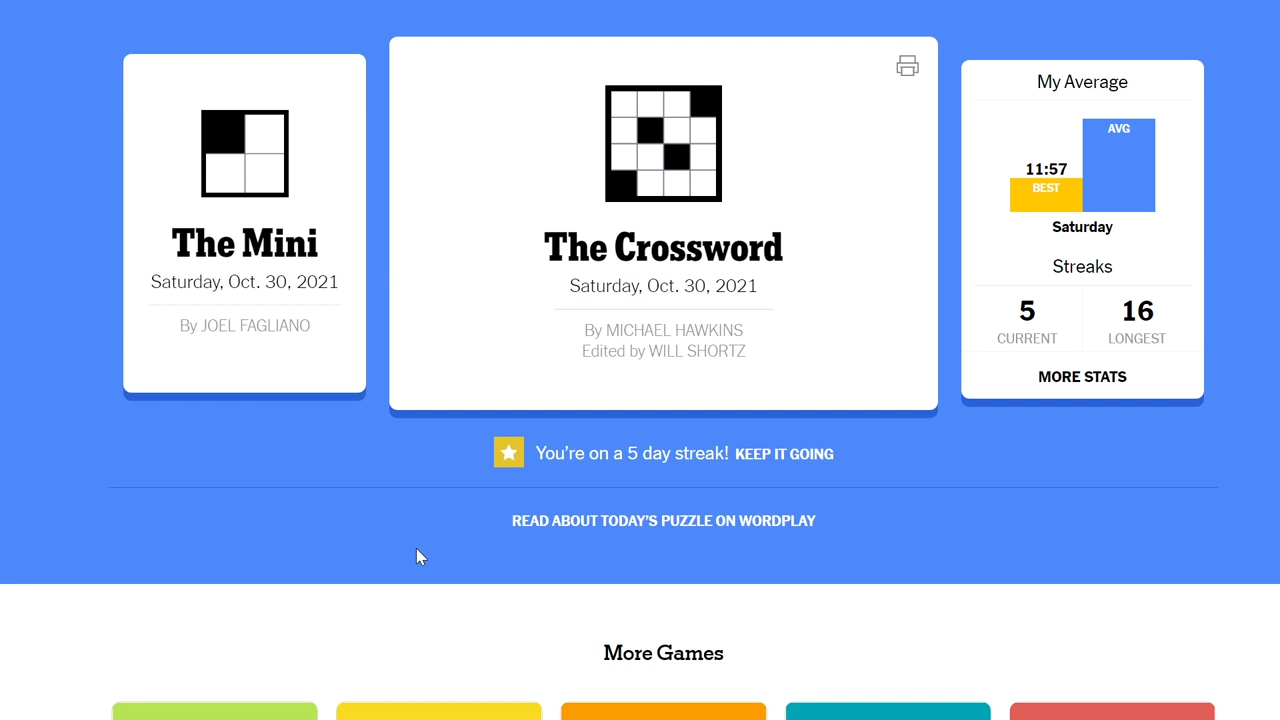 The Mini
Saturday, Oct. 30, 2021
By JOEL FAGLIANO
The Crossword
Saturday, Oct. 30, 2021
By MICHAEL HAWKINS
Edited by WILL SHORTZ
My Average
AVG
11:57
BEST
Saturday
Streaks
5 16
CURRENT LONGEST
MORE STATS
You're on a 5 day streak! KEEP IT GOING
READ ABOUT TODAY'S PUZZLE ON WORDPLAY
More Games